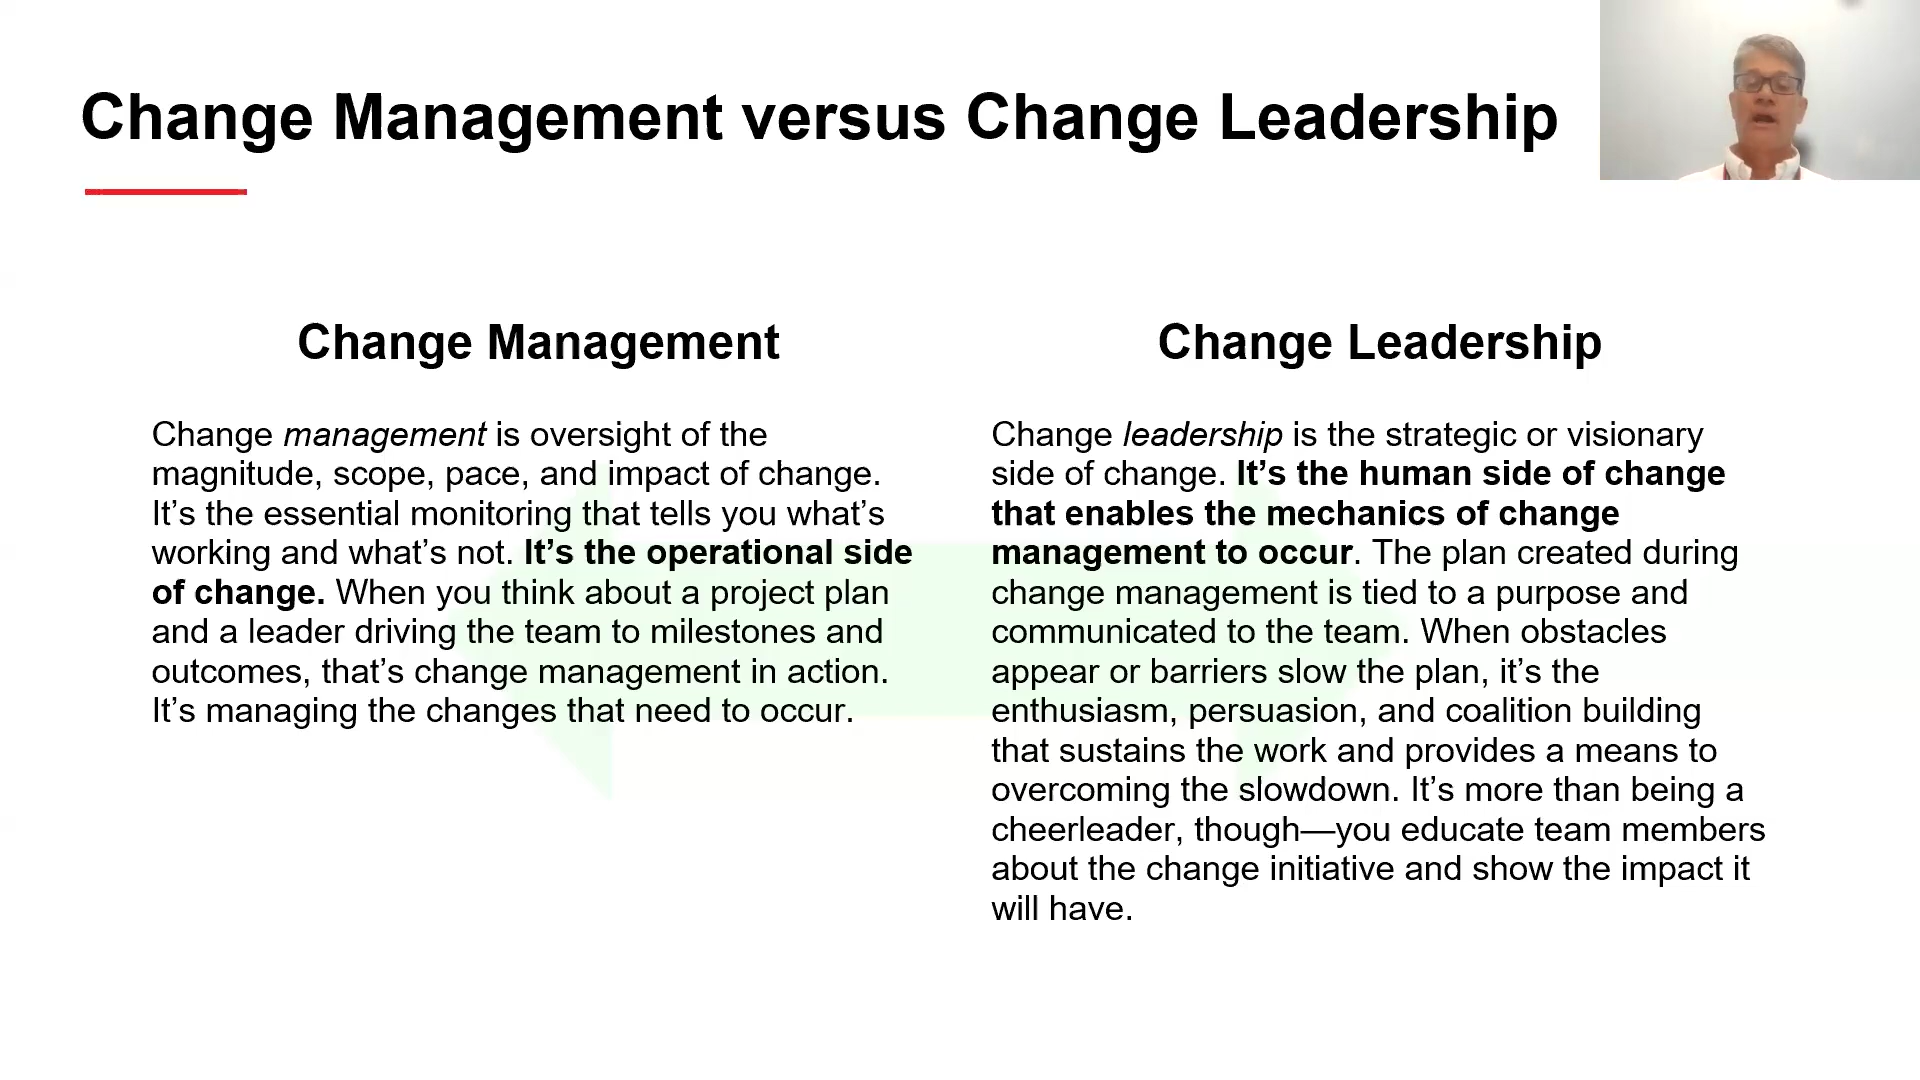 Change Management versus Change Leadership
Change Management
Change management is oversight of the
magnitude, scope, pace, and impact of change.
It’s the essential monitoring that tells you what’s
working and what’s not. It’s the operational side
of change. When you think about a project plan
and a leader driving the team to milestones and
outcomes, that’s change management in action.
It’s managing the changes that need to occur.
Change Leadership
Change leadership is the strategic or visionary
side of change. It’s the human side of change
that enables the mechanics of change
management to occur. The plan created during
change management is tied to a purpose and
communicated to the team. When obstacles
appear or barriers slow the plan, it’s the
enthusiasm, persuasion, and coalition building
that sustains the work and provides a means to
overcoming the slowdown. It’s more than being a
cheerleader, though—you educate team members
about the change initiative and show the impact it
will have.